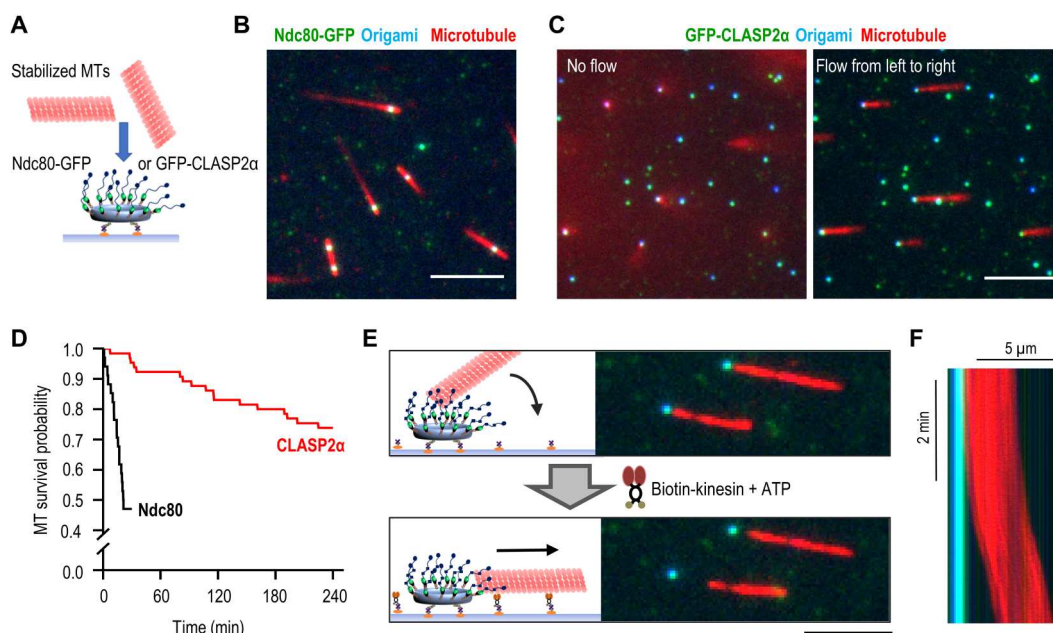 A
Stabilized MTs
Ndc80-GFP or GFP-CLASP2α
B
Ndc80-GFP Origami Microtubule
C
GFP-CLASP2α Origami Microtubule
No flow
Flow from left to right
D
MT survival probability
1.0
0.9
0.8
0.7
0.6
0.5
0.4
0.0
CLASP2α
Ndc80
0 60 120 180 240
Time (min)
E
Biotin-kinesin + ATP
F
5 µm
2 min